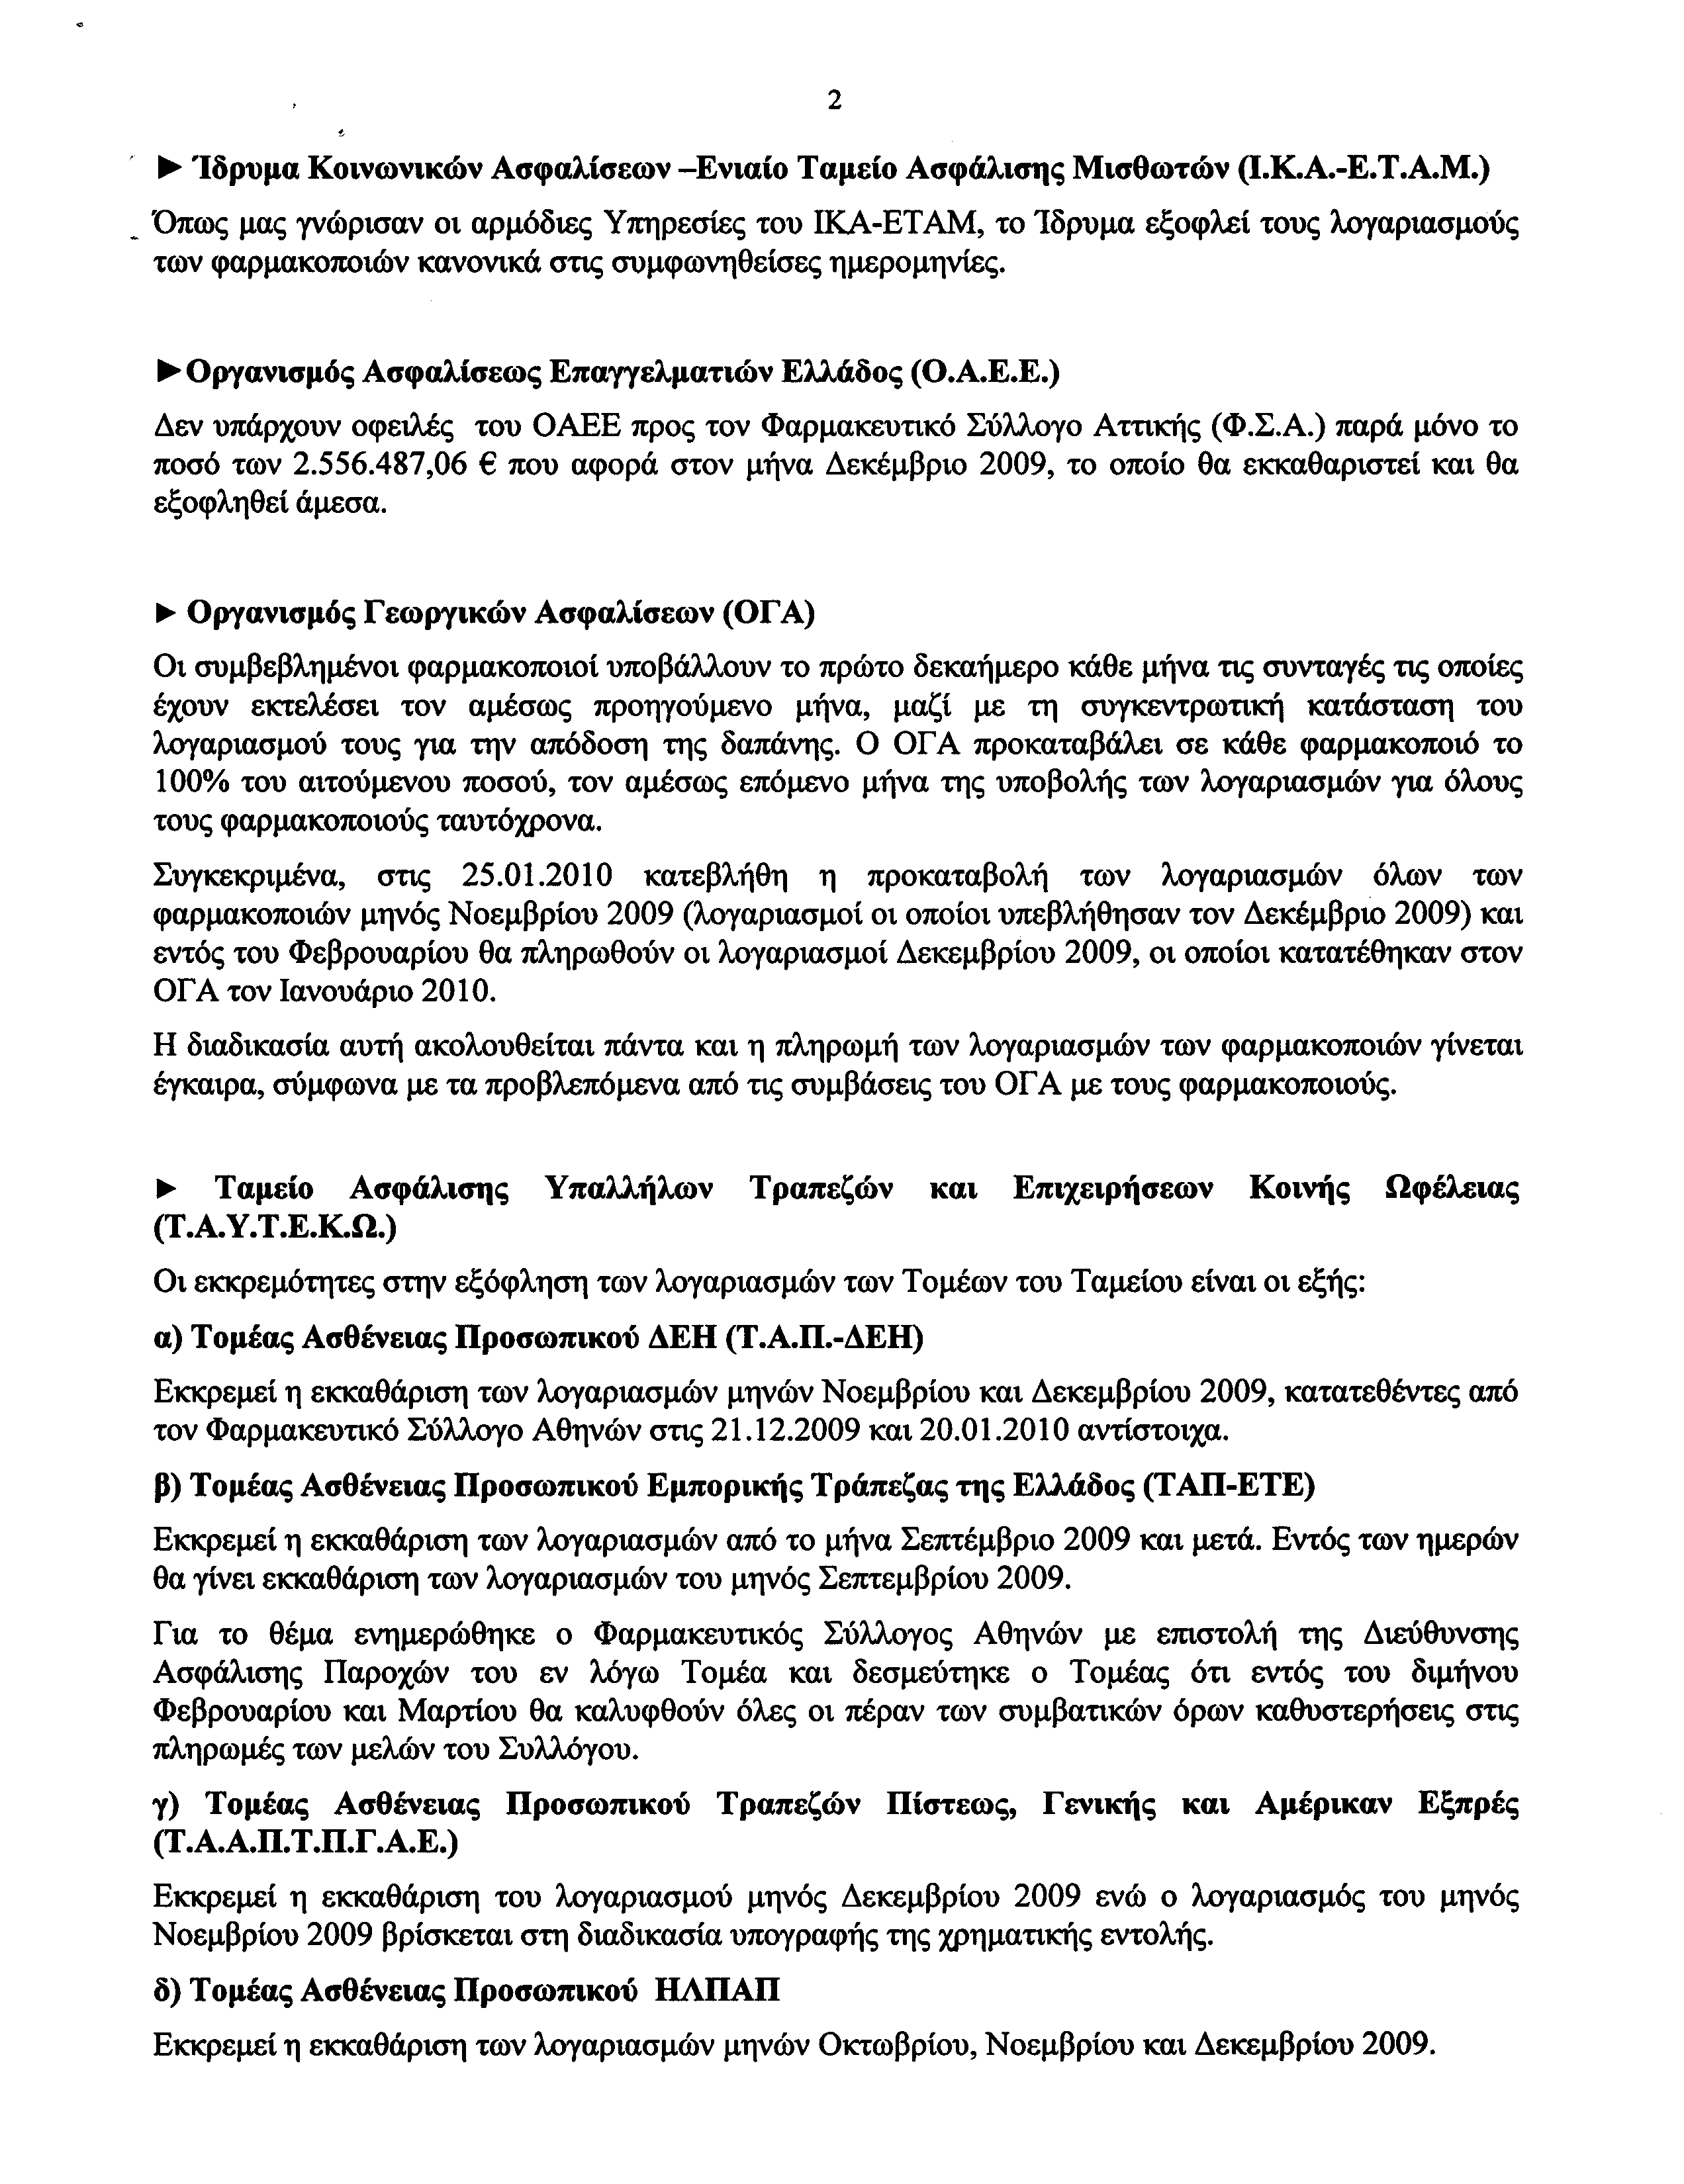 2
► Ίδρυμα Κοινωνικών Ασφαλίσεων –Ενιαίο Ταμείο Ασφάλισης Μισθωτών (Ι.Κ.Α.-Ε.Τ.Α.Μ.)
Όπως μας γνώρισαν οι αρμόδιες Υπηρεσίες του ΙΚΑ-ΕΤΑΜ, το Ίδρυμα εξοφλεί τους λογαριασμούς
των φαρμακοποιών κανονικά στις συμφωνηθείσες ημερομηνίες.
►Οργανισμός Ασφαλίσεως Επαγγελματιών Ελλάδος (Ο.Α.Ε.Ε.)
Δεν υπάρχουν οφειλές του ΟΑΕΕ προς τον Φαρμακευτικό Σύλλογο Αττικής (Φ.Σ.Α.) παρά μόνο το
ποσό των 2.556.487,06 € που αφορά στον μήνα Δεκέμβριο 2009, το οποίο θα εκκαθαριστεί και θα
εξοφληθεί άμεσα.
► Οργανισμός Γεωργικών Ασφαλίσεων (ΟΓΑ)
Οι συμβεβλημένοι φαρμακοποιοί υποβάλλουν το πρώτο δεκαήμερο κάθε μήνα τις συνταγές τις οποίες
έχουν εκτελέσει τον αμέσως προηγούμενο μήνα, μαζί με τη συγκεντρωτική κατάσταση του
λογαριασμού τους για την απόδοση της δαπάνης. Ο ΟΓΑ προκαταβάλει σε κάθε φαρμακοποιό το
100% του αιτούμενου ποσού, τον αμέσως επόμενο μήνα της υποβολής των λογαριασμών για όλους
τους φαρμακοποιούς ταυτόχρονα.
Συγκεκριμένα, στις 25.01.2010 κατεβλήθη η προκαταβολή των λογαριασμών όλων των
φαρμακοποιών μηνός Νοεμβρίου 2009 (λογαριασμοί οι οποίοι υπεβλήθησαν τον Δεκέμβριο 2009) και
εντός του Φεβρουαρίου θα πληρωθούν οι λογαριασμοί Δεκεμβρίου 2009, οι οποίοι κατατέθηκαν στον
ΟΓΑ τον Ιανουάριο 2010.
Η διαδικασία αυτή ακολουθείται πάντα και η πληρωμή των λογαριασμών των φαρμακοποιών γίνεται
έγκαιρα, σύμφωνα με τα προβλεπόμενα από τις συμβάσεις του ΟΓΑ με τους φαρμακοποιούς.
► Ταμείο Ασφάλισης Υπαλλήλων Τραπεζών και Επιχειρήσεων Κοινής Ωφέλειας
(Τ.Α.Υ.Τ.Ε.Κ.Ω.)
Οι εκκρεμότητες στην εξόφληση των λογαριασμών των Τομέων του Ταμείου είναι οι εξής:
α) Τομέας Ασθένειας Προσωπικού ΔΕΗ (Τ.Α.Π.-ΔΕΗ)
Εκκρεμεί η εκκαθάριση των λογαριασμών μηνών Νοεμβρίου και Δεκεμβρίου 2009, κατατεθέντες από
τον Φαρμακευτικό Σύλλογο Αθηνών στις 21.12.2009 και 20.01.2010 αντίστοιχα.
β) Τομέας Ασθένειας Προσωπικού Εμπορικής Τράπεζας της Ελλάδος (ΤΑΠ-ΕΤΕ)
Εκκρεμεί η εκκαθάριση των λογαριασμών από το μήνα Σεπτέμβριο 2009 και μετά. Εντός των ημερών
θα γίνει εκκαθάριση των λογαριασμών του μηνός Σεπτεμβρίου 2009.
Για το θέμα ενημερώθηκε ο Φαρμακευτικός Σύλλογος Αθηνών με επιστολή της Διεύθυνσης
Ασφάλισης Παροχών του εν λόγω Τομέα και δεσμεύτηκε ο Τομέας ότι εντός του διμήνου
Φεβρουαρίου και Μαρτίου θα καλυφθούν όλες οι πέραν των συμβατικών όρων καθυστερήσεις στις
πληρωμές των μελών του Συλλόγου.
γ) Τομέας Ασθένειας Προσωπικού Τραπεζών Πίστεως, Γενικής και Αμέρικαν Εξπρές
(Τ.Α.Α.Π.Τ.Π.Γ.Α.Ε.)
Εκκρεμεί η εκκαθάριση του λογαριασμού μηνός Δεκεμβρίου 2009 ενώ ο λογαριασμός του μηνός
Νοεμβρίου 2009 βρίσκεται στη διαδικασία υπογραφής της χρηματικής εντολής.
δ) Τομέας Ασθένειας Προσωπικού ΗΛΠΑΠ
Εκκρεμεί η εκκαθάριση των λογαριασμών μηνών Οκτωβρίου, Νοεμβρίου και Δεκεμβρίου 2009.